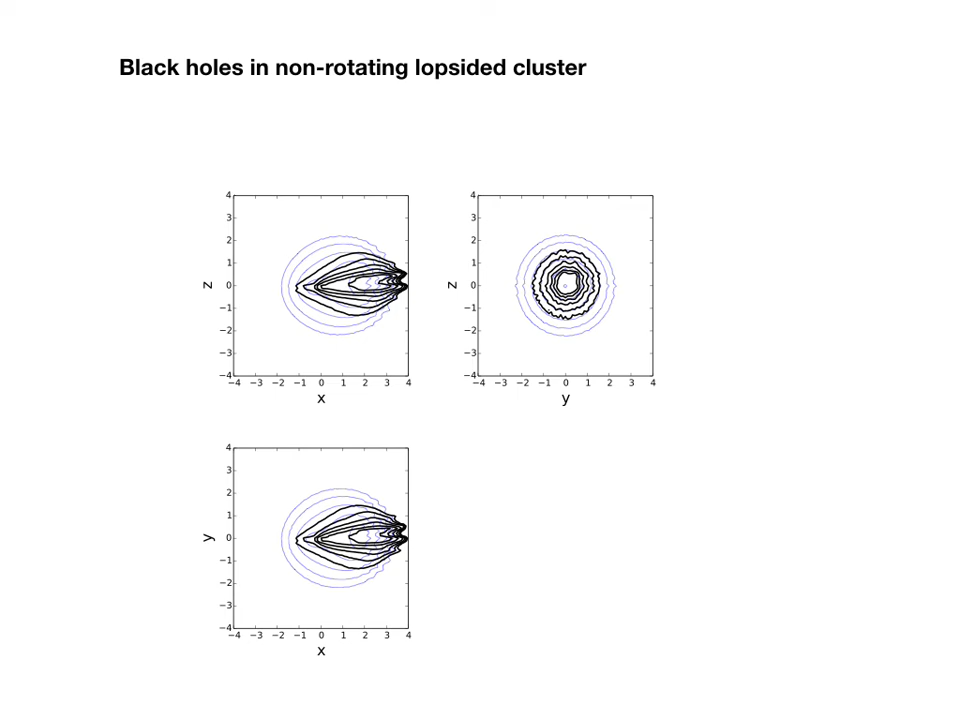 Black holes in non-rotating lopsided cluster
4 4
3 3
2 2
1 1
z 0 z 0
−1 −1
−2 −2
−3 −3
−4 −4
−4 −3 −2 −1 0 1 2 3 4 −4 −3 −2 −1 0 1 2 3 4
x y
4
3
2
1
y 0
−1
−2
−3
−4
−4 −3 −2 −1 0 1 2 3 4
x